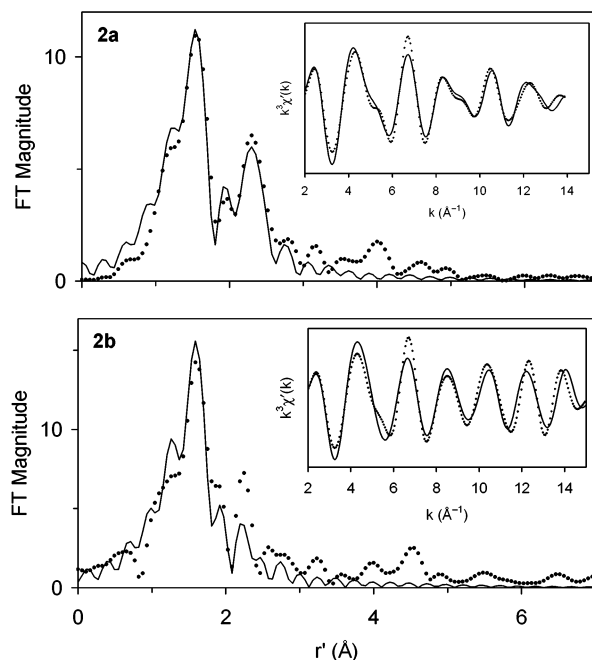 2a
10
0
FT Magnitude
k³χ'(k)
2 4 6 8 10 12 14
k (Å⁻¹)
2b
10
0
FT Magnitude
k³χ'(k)
2 4 6 8 10 12 14
k (Å⁻¹)
0 2 4 6
r' (Å)